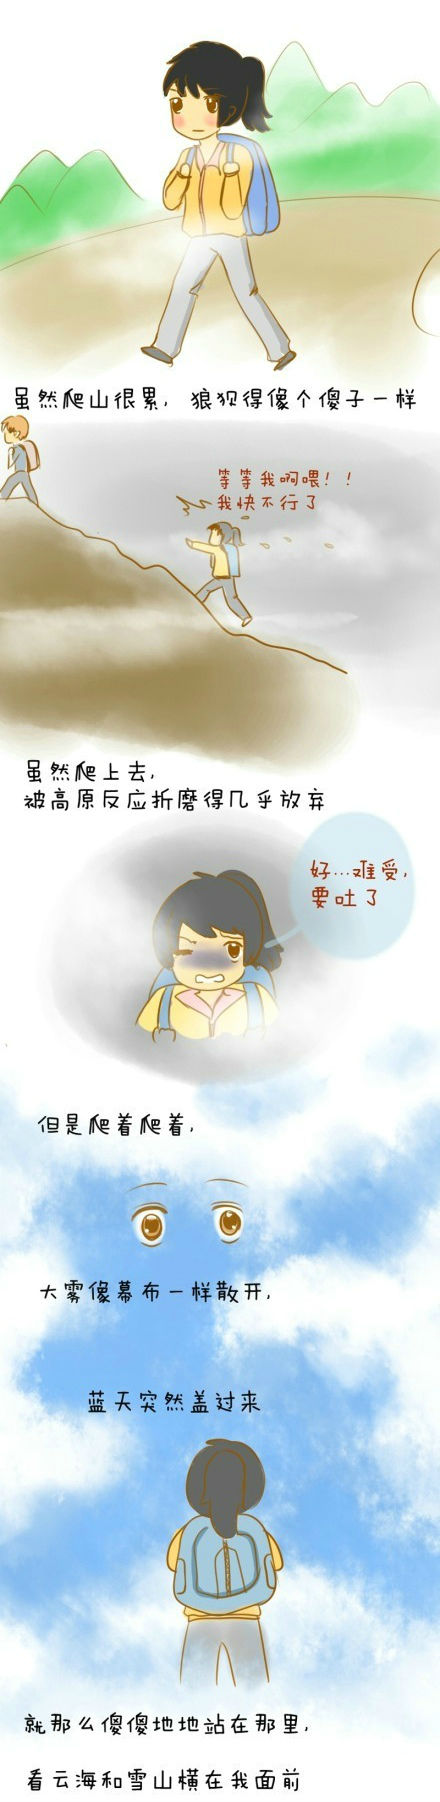 虽然爬山很累，狼狈得像个傻子一样
等等我啊喂！！
我快不行了
虽然爬上去，
被高原反应折磨得几乎放弃
好…难受，
要吐了
但是爬着爬着，
大雾像幕布一样散开，
蓝天突然盖过来
就那么傻傻地地站在那里，
看云海和雪山横在我面前